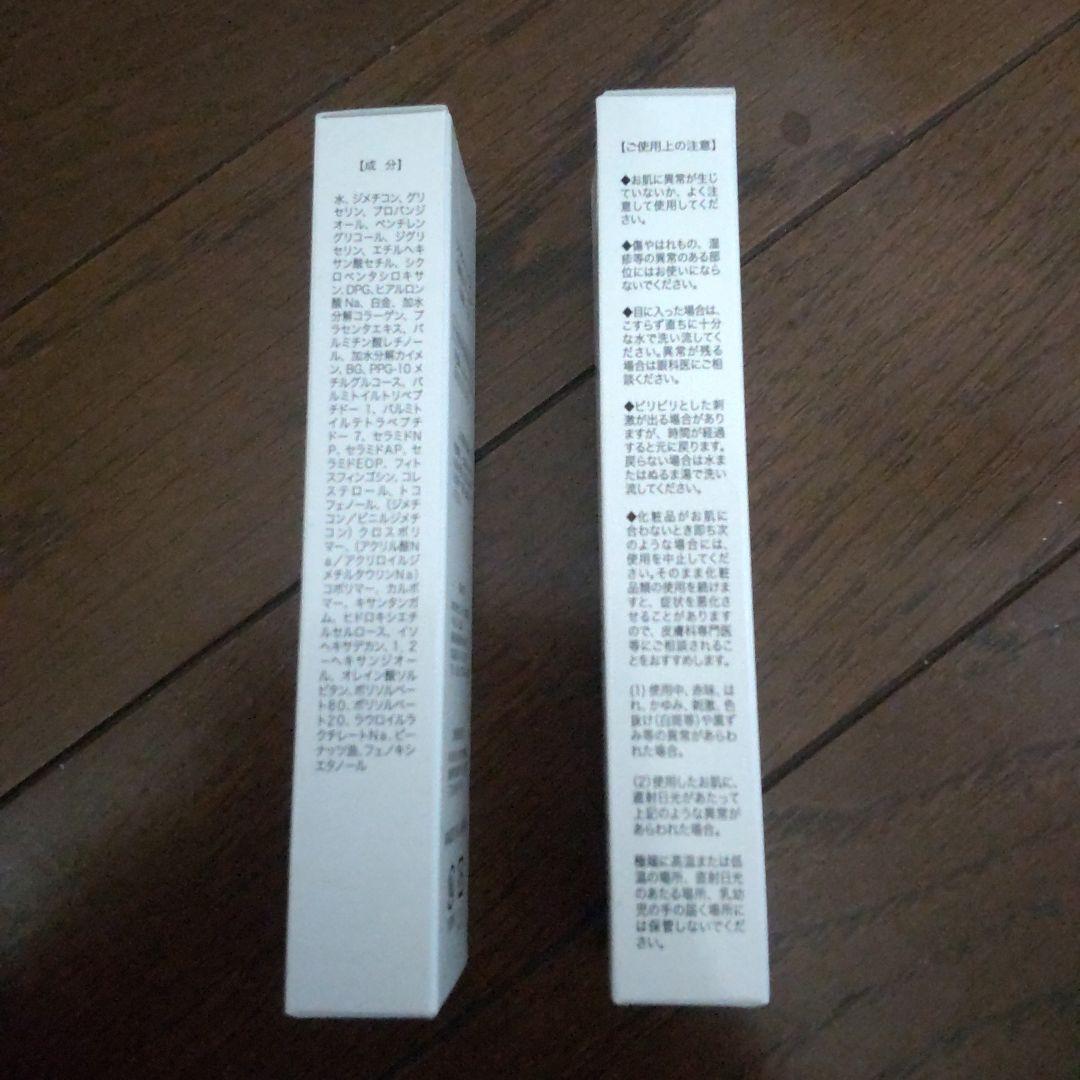 【成 分】
水、ジメチコン、グリ
セリン、プロパンジ
オール、ペンチレン
グリコール、ジグリ
セリン、エチルヘキ
サン酸セチル、シク
ロペンタシロキサ
ン、DPG、ヒアルロン
酸Na、白金、加水
分解コラーゲン、プ
ラセンタエキス、パ
ルミチン酸レチノー
ル、加水分解カイメ
ン、BG、PPG-10メ
チルグルコース、パ
ルミトイルトリペプ
チドー1、パルミト
イルテトラペプチ
ドー7、セラミドN
P、セラミドAP、セ
ラミドEOP、フィト
スフィンゴシン、コレ
ステロール、トコ
フェノール、(ジメチ
コン/ビニルジメチ
コン)クロスポリ
マー、(アクリル酸N
a/アクリロイルジ
メチルタウリンNa)
コポリマー、カルボ
マー、キサンタンガ
ム、ヒドロキシエチ
ルセルロース、イソ
ヘキサデカン、1,2
ーヘキサンジオー
ル、オレイン酸ソル
ビタン、ポリソルベー
ト80、ポリソルベー
ト20、ラウロイルラ
クチレートNa、ピー
ナッツ油、フェノキシ
エタノール
【ご使用上の注意】
◆お肌に異常が生じ
ていないか、よく注
意して使用してくだ
さい。
◆傷やはれもの、湿
疹等の異常のある部
位にはお使いになら
ないでください。
◆目に入った場合は、
こすらず直ちに十分
な水で洗い流してく
ださい。異常が残る
場合は眼科医にご相
談ください。
◆ピリピリとした刺
激が出る場合があり
ますが、時間が経過
すると元に戻ります。
戻らない場合は水ま
たはぬるま湯で洗い
流してください。
◆化粧品がお肌に
合わないとき即ち次
のような場合には、
使用を中止してくだ
さい。そのまま化粧
品類の使用を続けま
すと、症状を悪化さ
せることがあります
ので、皮膚科専門医
等にご相談されるこ
とをおすすめします。
(1)使用中、赤味、は
れ、かゆみ、刺激、色
抜け(白斑等)や黒ず
み等の異常があらわ
れた場合。
(2)使用したお肌に、
直射日光があたって
上記のような異常が
あらわれた場合。
極端に高温または低
温の場所、直射日光
のあたる場所、乳幼
児の手の届く場所に
は保管しないでくだ
さい。